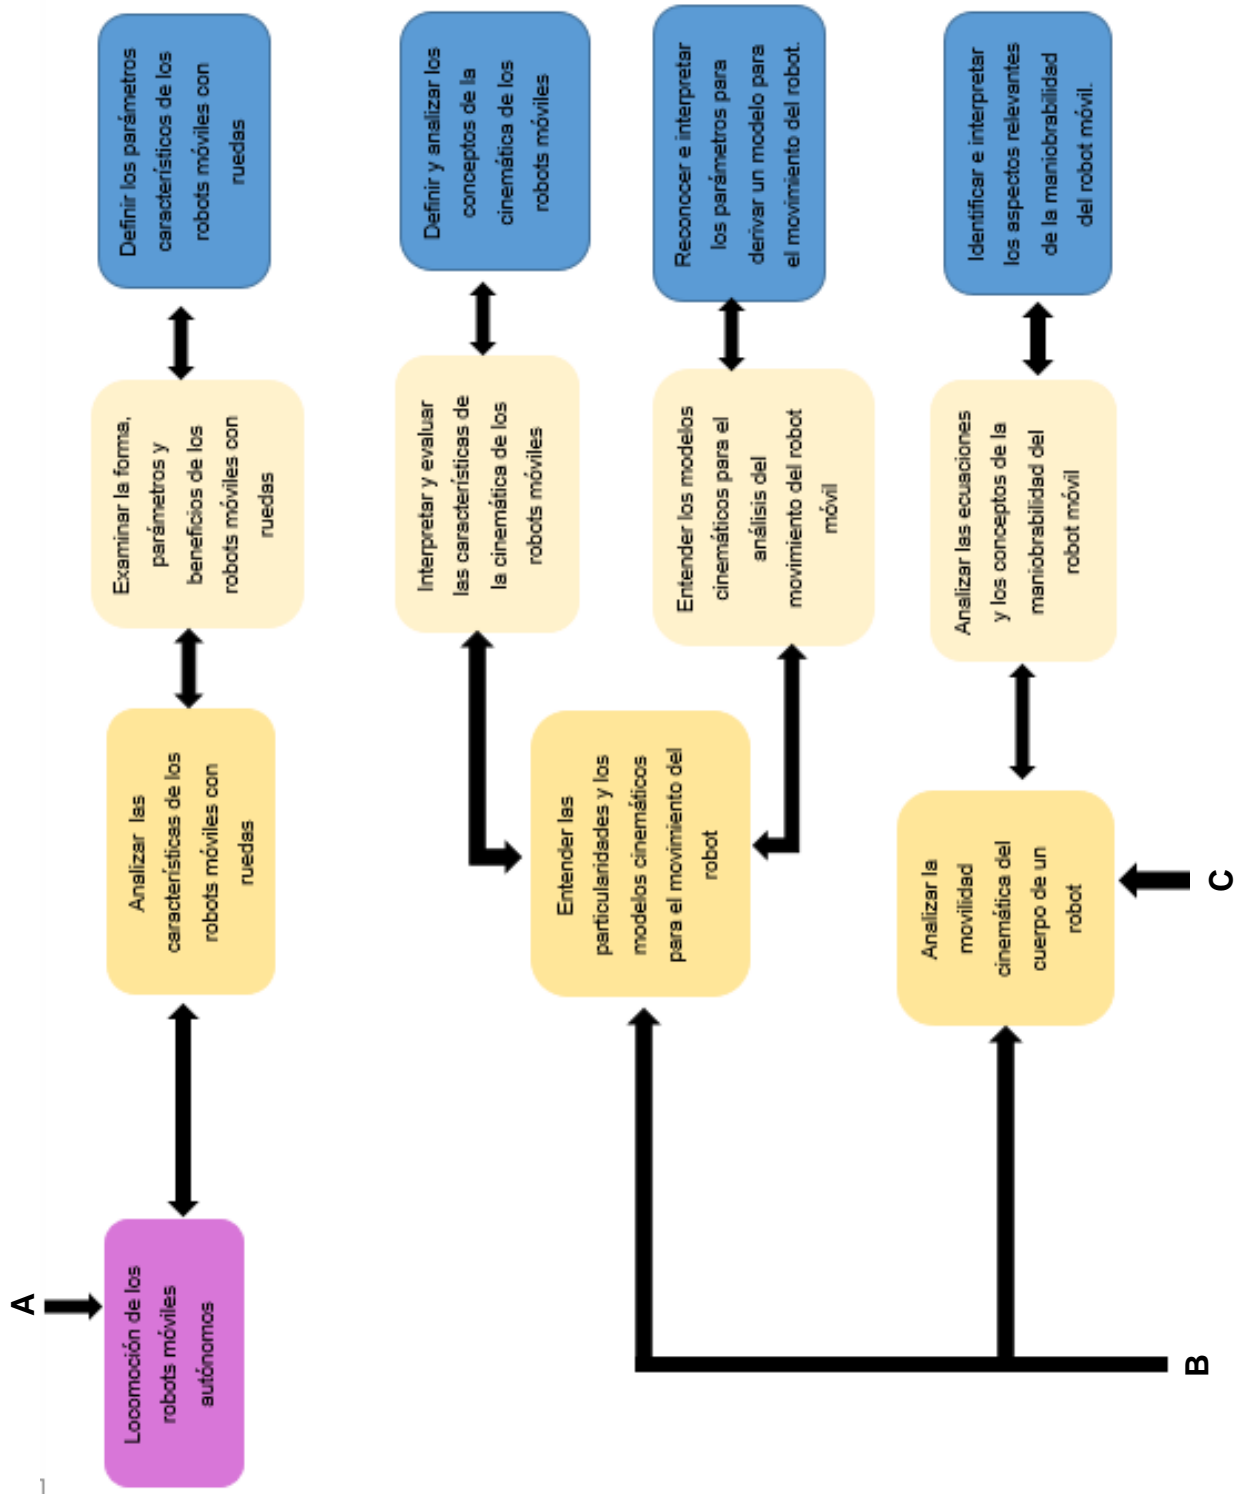 A
Locomoción de los
robots móviles
autónomos
Analizar las
características de los
robots móviles con
ruedas
Examinar la forma,
parámetros y
beneficios de los
robots móviles con
ruedas
Definir los parámetros
característicos de los
robots móviles con
ruedas
Entender las
particularidades y los
modelos cinemáticos
para el movimiento del
robot
Interpretar y evaluar
las características de
la cinemática de los
robots móviles
Definir y analizar los
conceptos de la
cinemática de los
robots móviles
Entender los modelos
cinemáticos para el
análisis del
movimiento del robot
móvil
Reconocer e interpretar
los parámetros para
derivar un modelo para
el movimiento del robot.
Analizar la
movilidad
cinemática del
cuerpo de un
robot
Analizar las ecuaciones
y los conceptos de la
maniobrabilidad del
robot móvil
Identificar e interpretar
los aspectos relevantes
de la maniobrabilidad
del robot móvil.
B
C